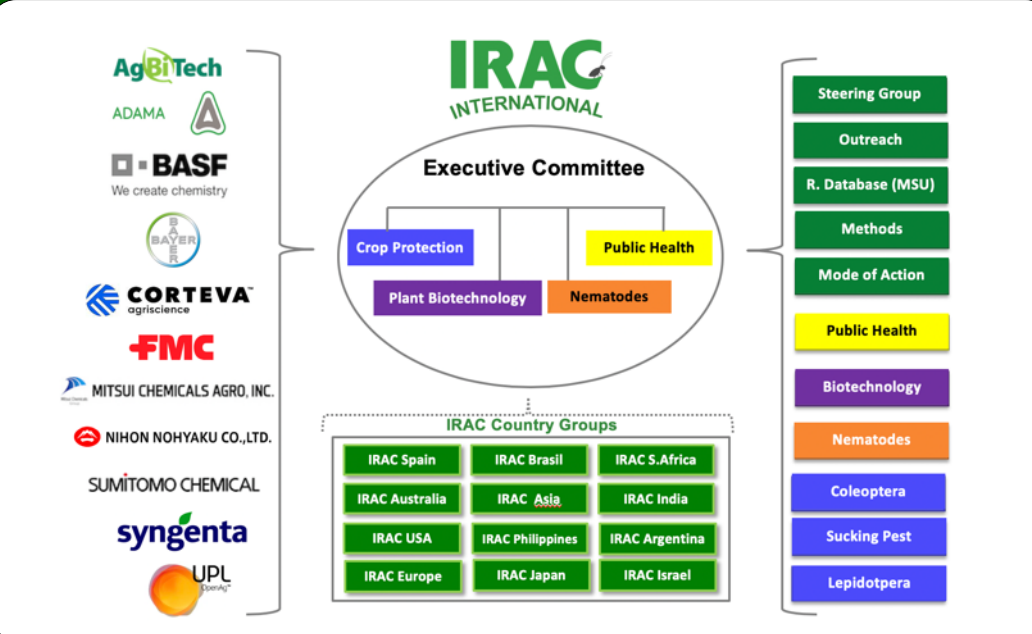 AgBiTech
ADAMA
BASF
We create chemistry
BAYER
BAYER
CORTEVA™
agriscience
FMC
MITSUI CHEMICALS AGRO, INC.
NIHON NOHYAKU CO.,LTD.
SUMITOMO CHEMICAL
syngenta
UPL
OpenAg™
IRAC
INTERNATIONAL
Executive Committee
Crop Protection
Public Health
Plant Biotechnology
Nematodes
IRAC Country Groups
IRAC Spain
IRAC Brasil
IRAC S.Africa
IRAC Australia
IRAC Asia
IRAC India
IRAC USA
IRAC Philippines
IRAC Argentina
IRAC Europe
IRAC Japan
IRAC Israel
Steering Group
Outreach
R. Database (MSU)
Methods
Mode of Action
Public Health
Biotechnology
Nematodes
Coleoptera
Sucking Pest
Lepidotpera